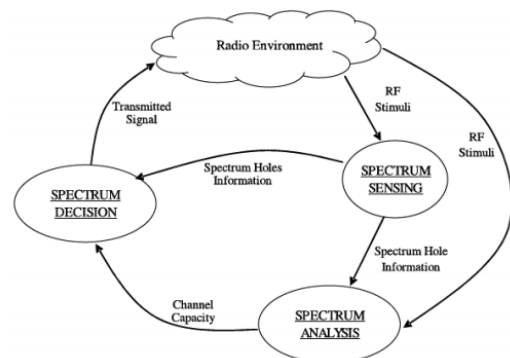 Radio Environment
Transmitted
Signal
RF
Stimuli
RF
Stimuli
Spectrum Holes
Information
SPECTRUM
SENSING
SPECTRUM
DECISION
Spectrum Hole
Information
Channel
Capacity
SPECTRUM
ANALYSIS